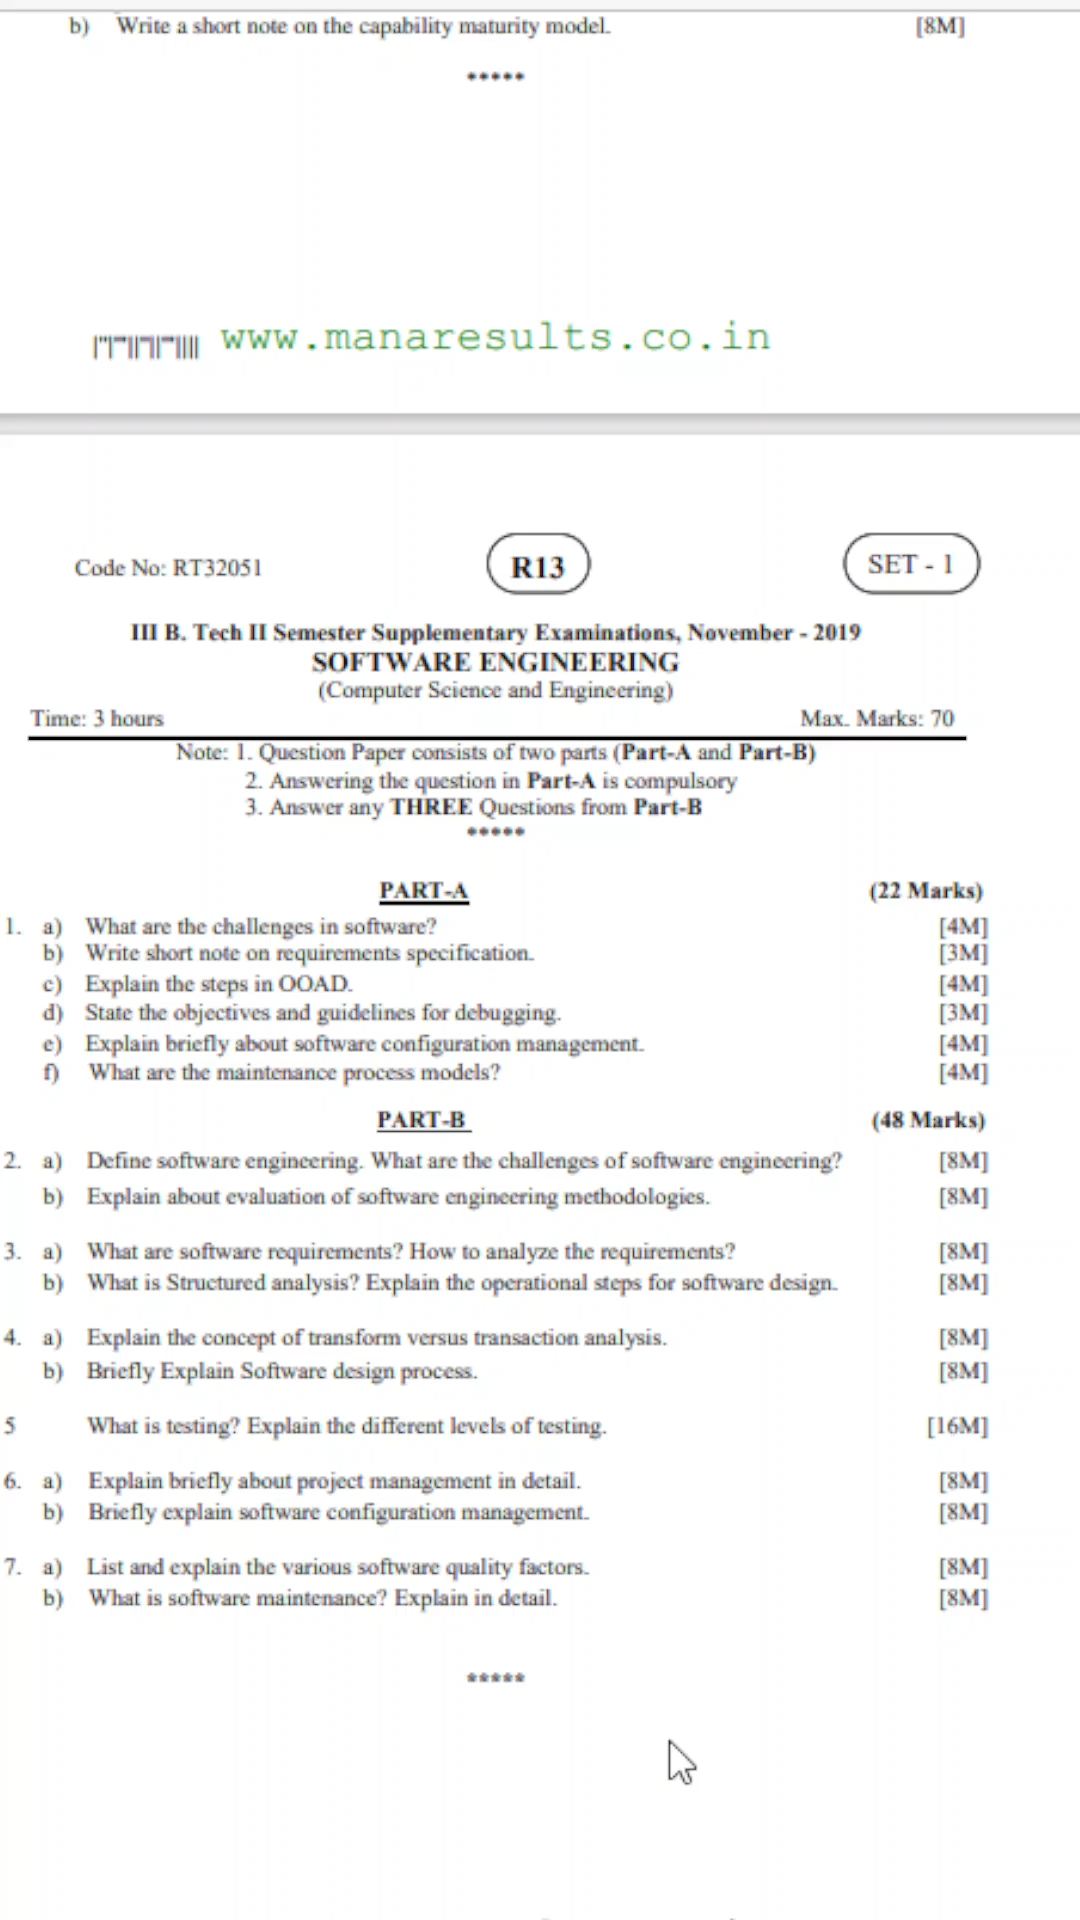 b) Write a short note on the capability maturity model. [8M]
*****
www.manaresults.co.in
Code No: RT32051 R13 SET - 1
III B. Tech II Semester Supplementary Examinations, November - 2019
SOFTWARE ENGINEERING
(Computer Science and Engineering)
Time: 3 hours Max. Marks: 70
Note: 1. Question Paper consists of two parts (Part-A and Part-B)
2. Answering the question in Part-A is compulsory
3. Answer any THREE Questions from Part-B
*****
PART-A (22 Marks)
1. a) What are the challenges in software? [4M]
b) Write short note on requirements specification. [3M]
c) Explain the steps in OOAD. [4M]
d) State the objectives and guidelines for debugging. [3M]
e) Explain briefly about software configuration management. [4M]
f) What are the maintenance process models? [4M]
PART-B (48 Marks)
2. a) Define software engineering. What are the challenges of software engineering? [8M]
b) Explain about evaluation of software engineering methodologies. [8M]
3. a) What are software requirements? How to analyze the requirements? [8M]
b) What is Structured analysis? Explain the operational steps for software design. [8M]
4. a) Explain the concept of transform versus transaction analysis. [8M]
b) Briefly Explain Software design process. [8M]
5 What is testing? Explain the different levels of testing. [16M]
6. a) Explain briefly about project management in detail. [8M]
b) Briefly explain software configuration management. [8M]
7. a) List and explain the various software quality factors. [8M]
b) What is software maintenance? Explain in detail. [8M]
*****